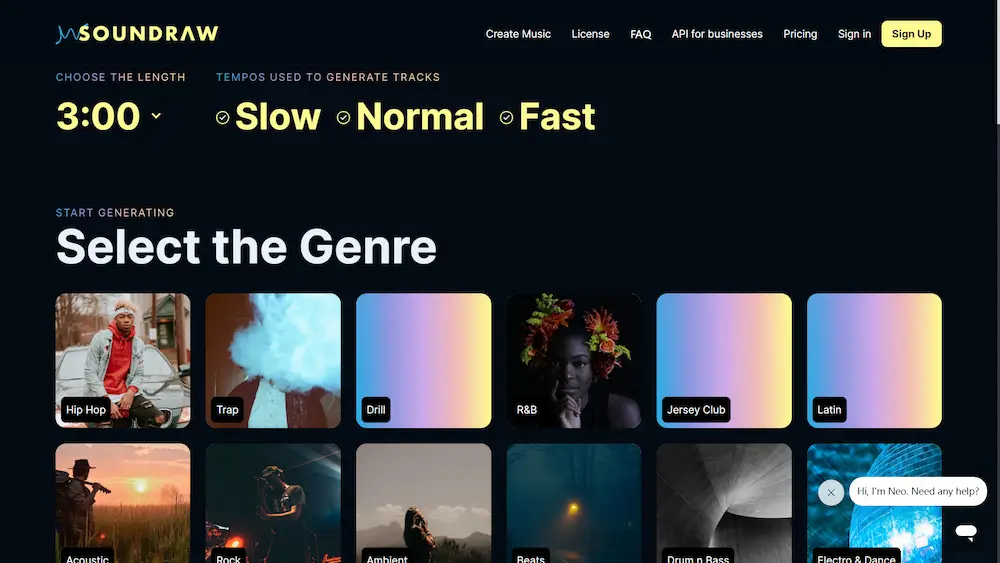 SOUNDRAW
Create Music
License
FAQ
API for businesses
Pricing
Sign in
Sign Up
CHOOSE THE LENGTH
TEMPOS USED TO GENERATE TRACKS
3:00
Slow
Normal
Fast
START GENERATING
Select the Genre
Hip Hop
Trap
Drill
R&B
Jersey Club
Latin
Hi, I'm Neo. Need any help?
Acoustic
Rock
Ambient
Beats
Drum n Bass
Electro & Dance